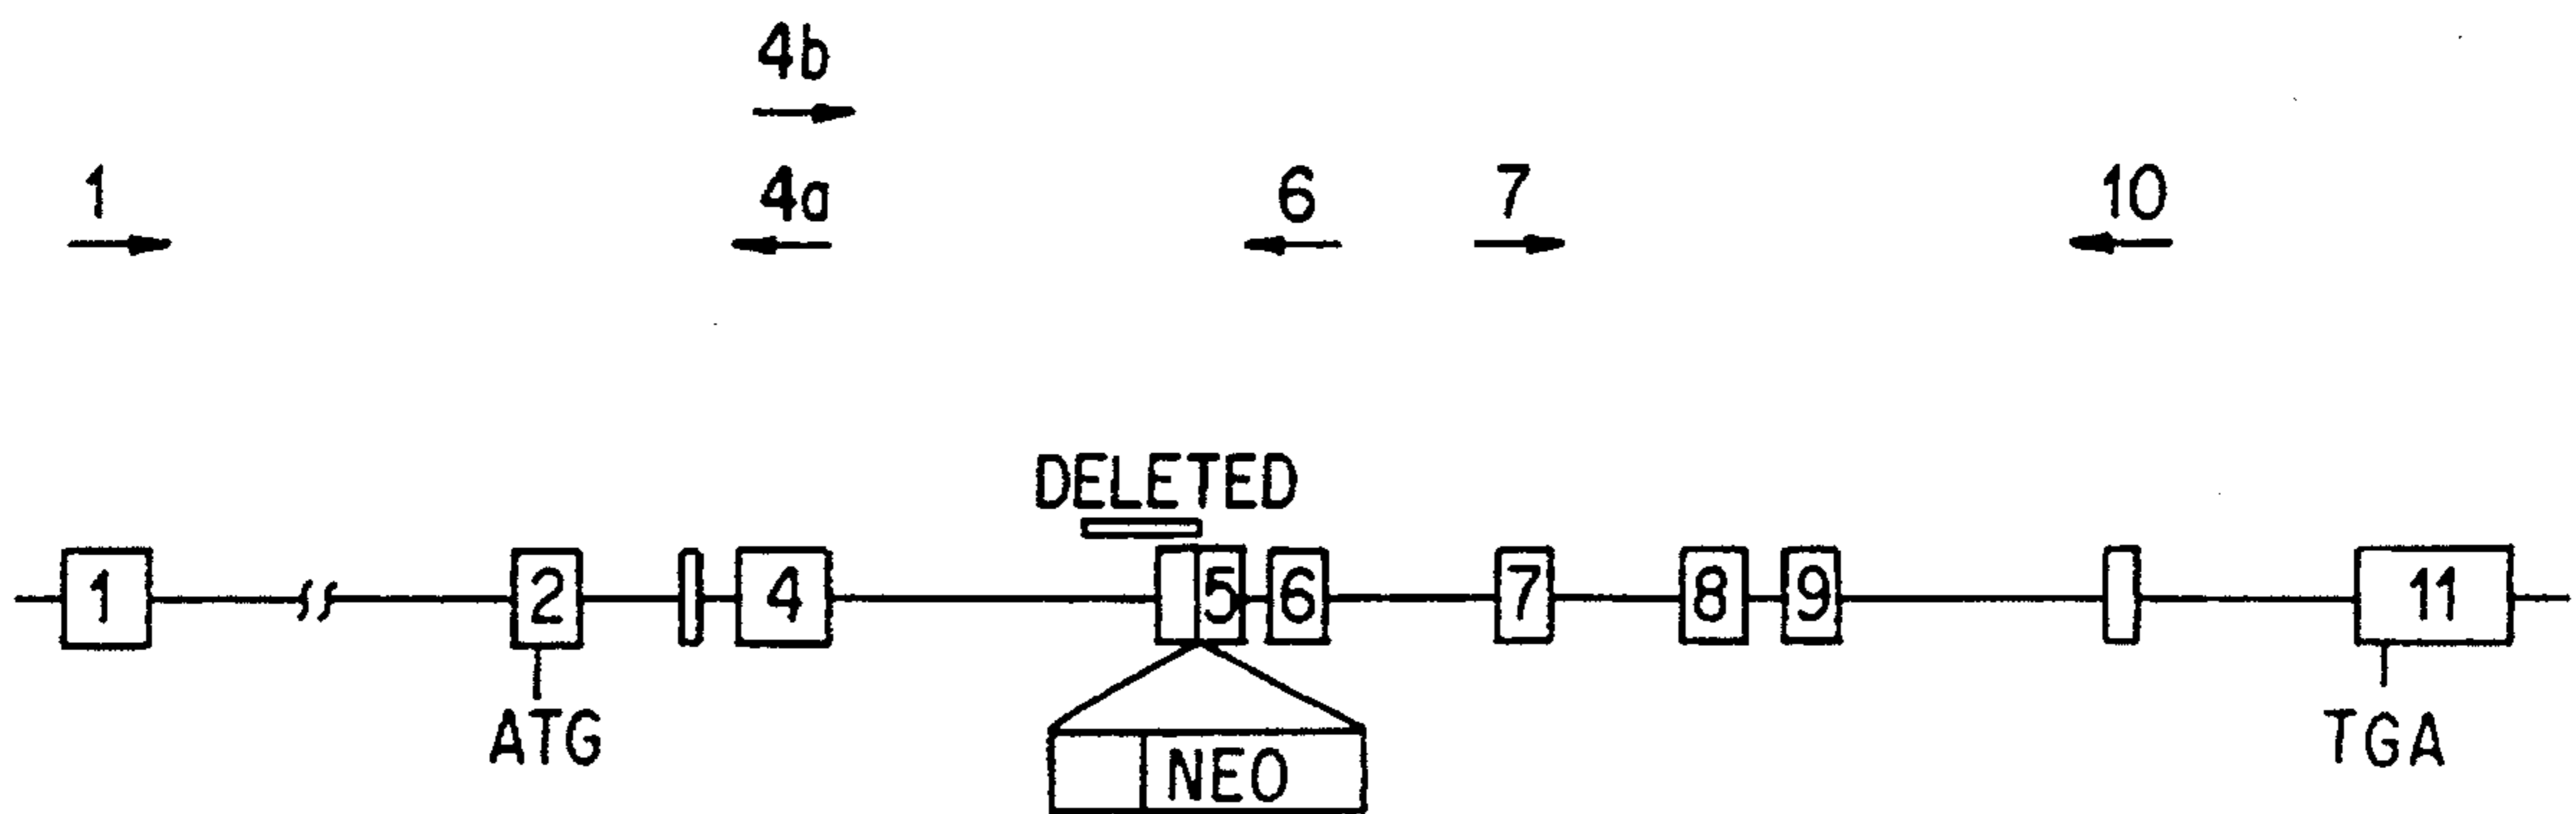 4b
1 4a 6 7 10
DELETED
1 2 4 5 6 7 8 9 11
ATG NEO TGA